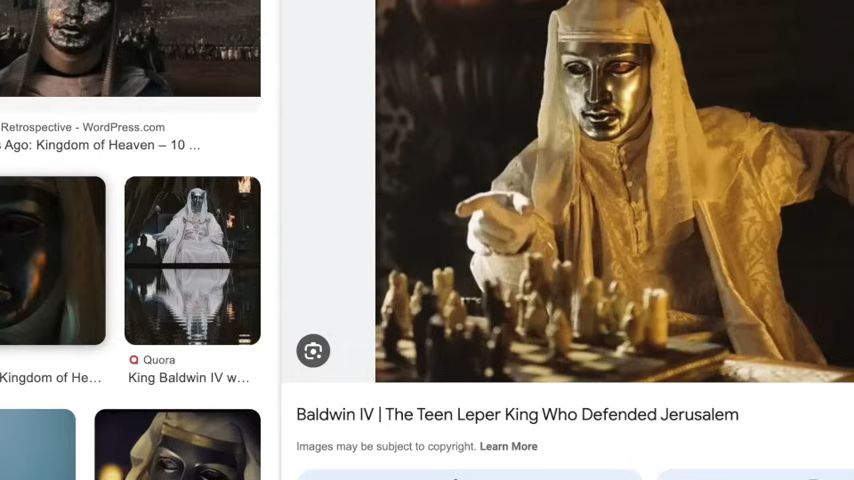 Retrospective - WordPress.com
s Ago: Kingdom of Heaven – 10 ...
Quora
Kingdom of He...
King Baldwin IV w...
Baldwin IV | The Teen Leper King Who Defended Jerusalem
Images may be subject to copyright. Learn More